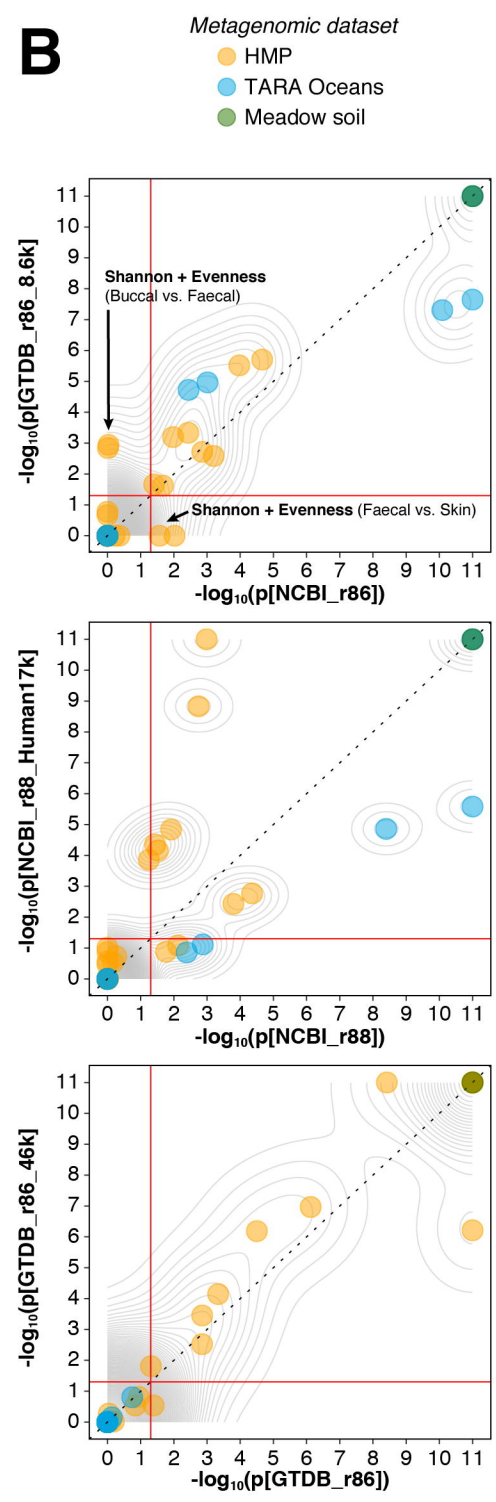 B
Metagenomic dataset
HMP
TARA Oceans
Meadow soil
-log10(p[GTDB_r86_8.6k])
11
10
9
8
7
6
5
4
3
2
1
0
Shannon + Evenness
(Buccal vs. Faecal)
Shannon + Evenness (Faecal vs. Skin)
0 1 2 3 4 5 6 7 8 9 10 11
-log10(p[NCBI_r86])
-log10(p[NCBI_r88_Human17k])
11
10
9
8
7
6
5
4
3
2
1
0
0 1 2 3 4 5 6 7 8 9 10 11
-log10(p[NCBI_r88])
-log10(p[GTDB_r86_46k])
11
10
9
8
7
6
5
4
3
2
1
0
0 1 2 3 4 5 6 7 8 9 10 11
-log10(p[GTDB_r86])